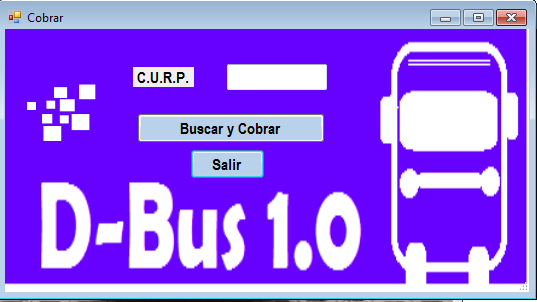 Cobrar
C.U.R.P.
Buscar y Cobrar
Salir
D-Bus 1.0